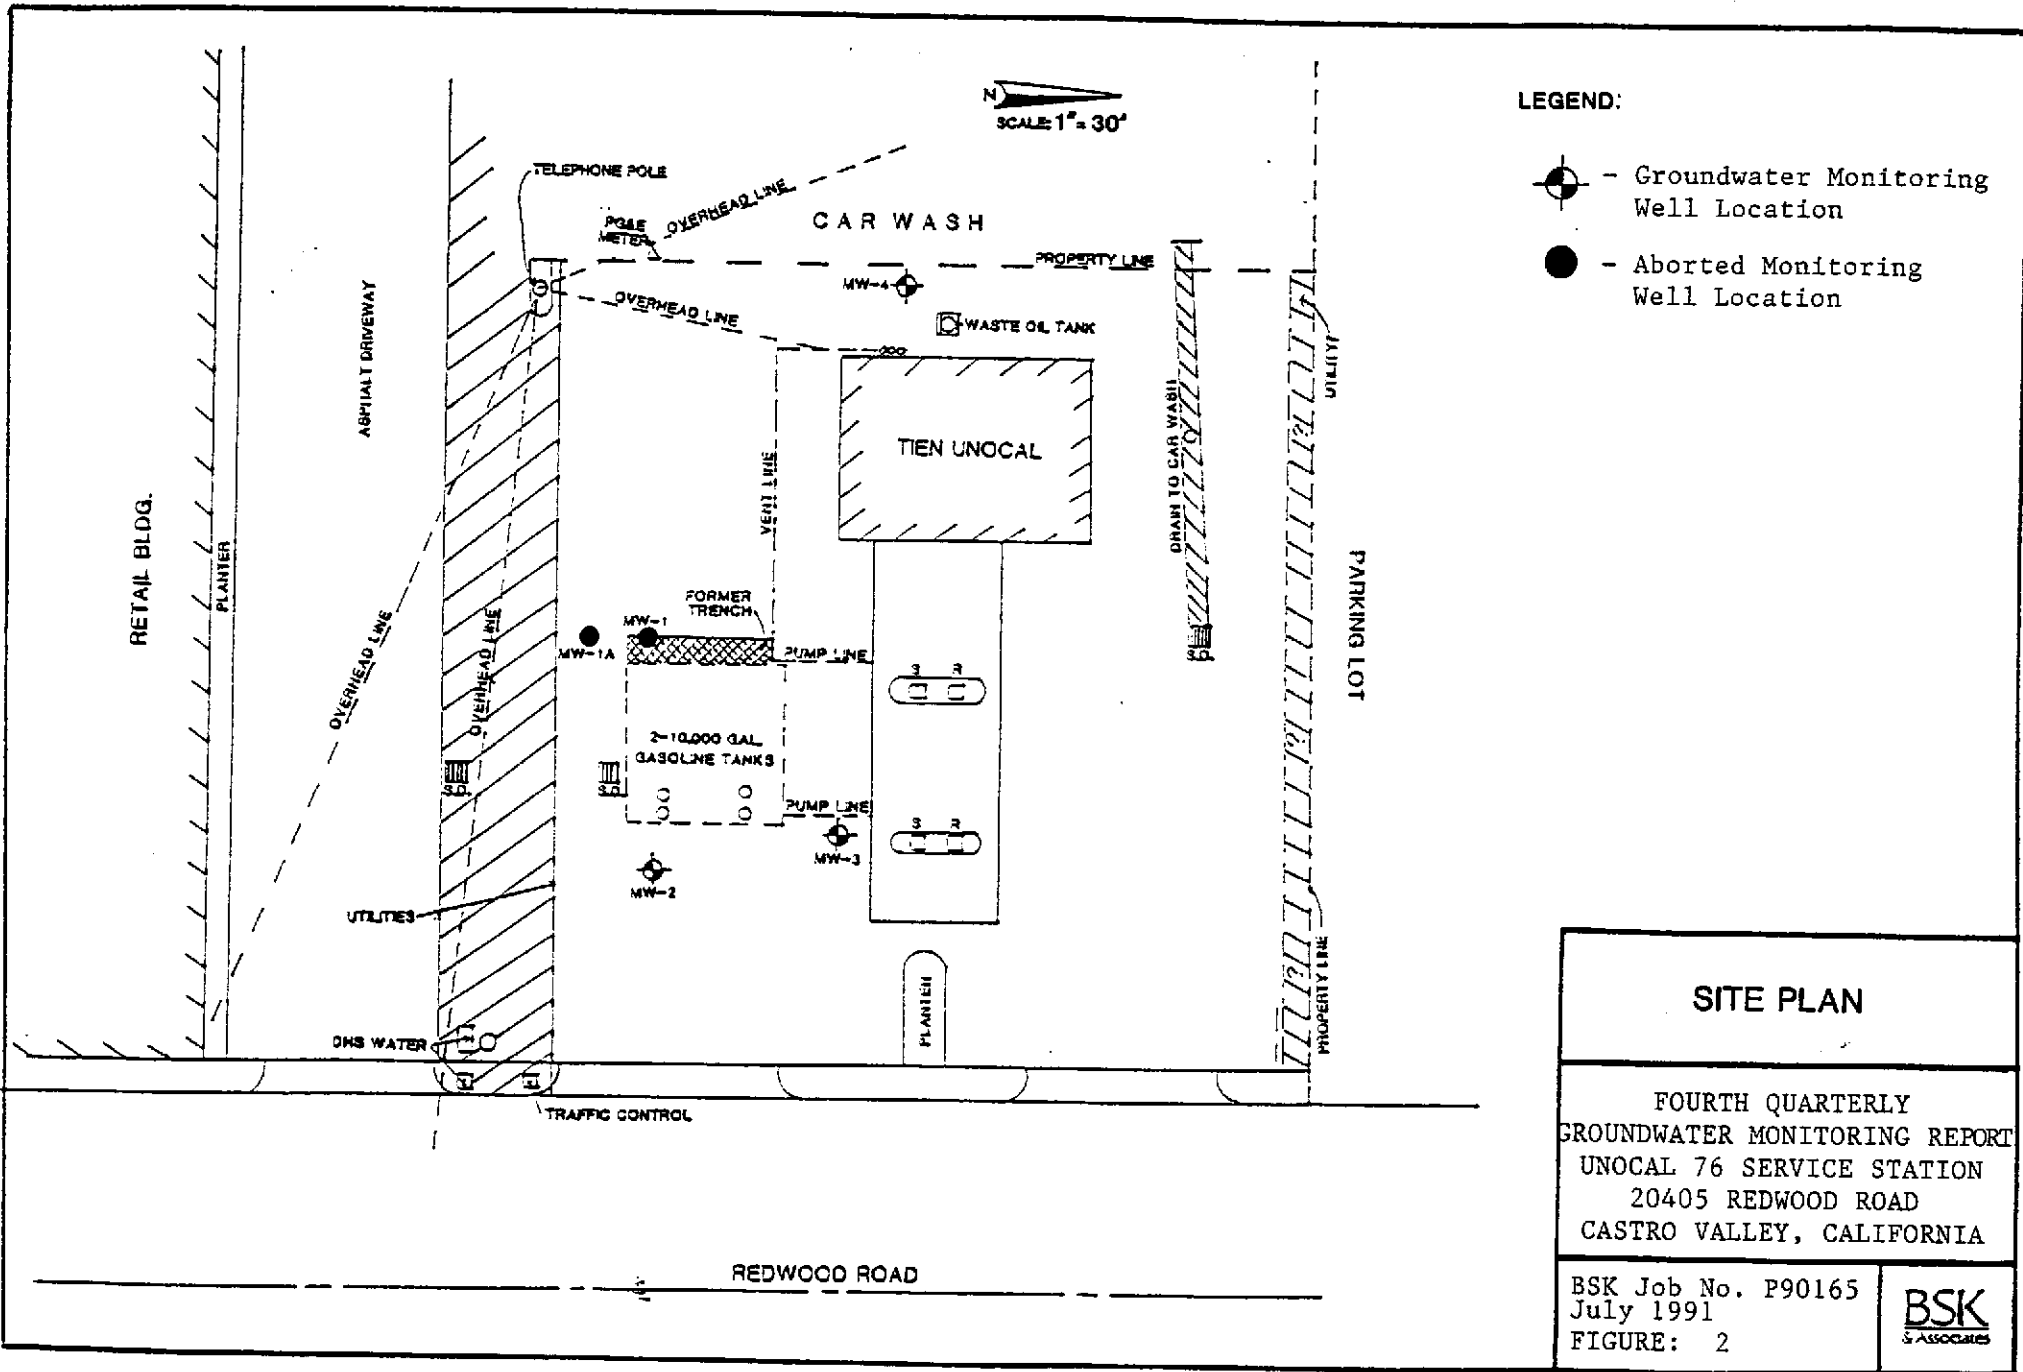 N
SCALE: 1"= 30'
LEGEND:
- Groundwater Monitoring
Well Location
- Aborted Monitoring
Well Location
TELEPHONE POLE
OVERHEAD LINE
PG&E
METER
CAR WASH
PROPERTY LINE
MW-4
WASTE OIL TANK
OVERHEAD LINE
ASPHALT DRIVEWAY
UTILITY
TIEN UNOCAL
VENT LINE
DRAIN TO CAR WASH
RETAIL BLDG.
PLANTER
PARKING LOT
FORMER
TRENCH
MW-1
MW-1A
PUMP LINE
S.D.
S R
OVERHEAD LINE
OVERHEAD LINE
2-10,000 GAL.
GASOLINE TANKS
S.D.
S.D.
PUMP LINE
S R
MW-3
MW-2
UTILITIES
PLANTER
PROPERTY LINE
DHS WATER
TRAFFIC CONTROL
REDWOOD ROAD
SITE PLAN
FOURTH QUARTERLY
GROUNDWATER MONITORING REPORT
UNOCAL 76 SERVICE STATION
20405 REDWOOD ROAD
CASTRO VALLEY, CALIFORNIA
BSK Job No. P90165
July 1991
FIGURE: 2
BSK
& Associates